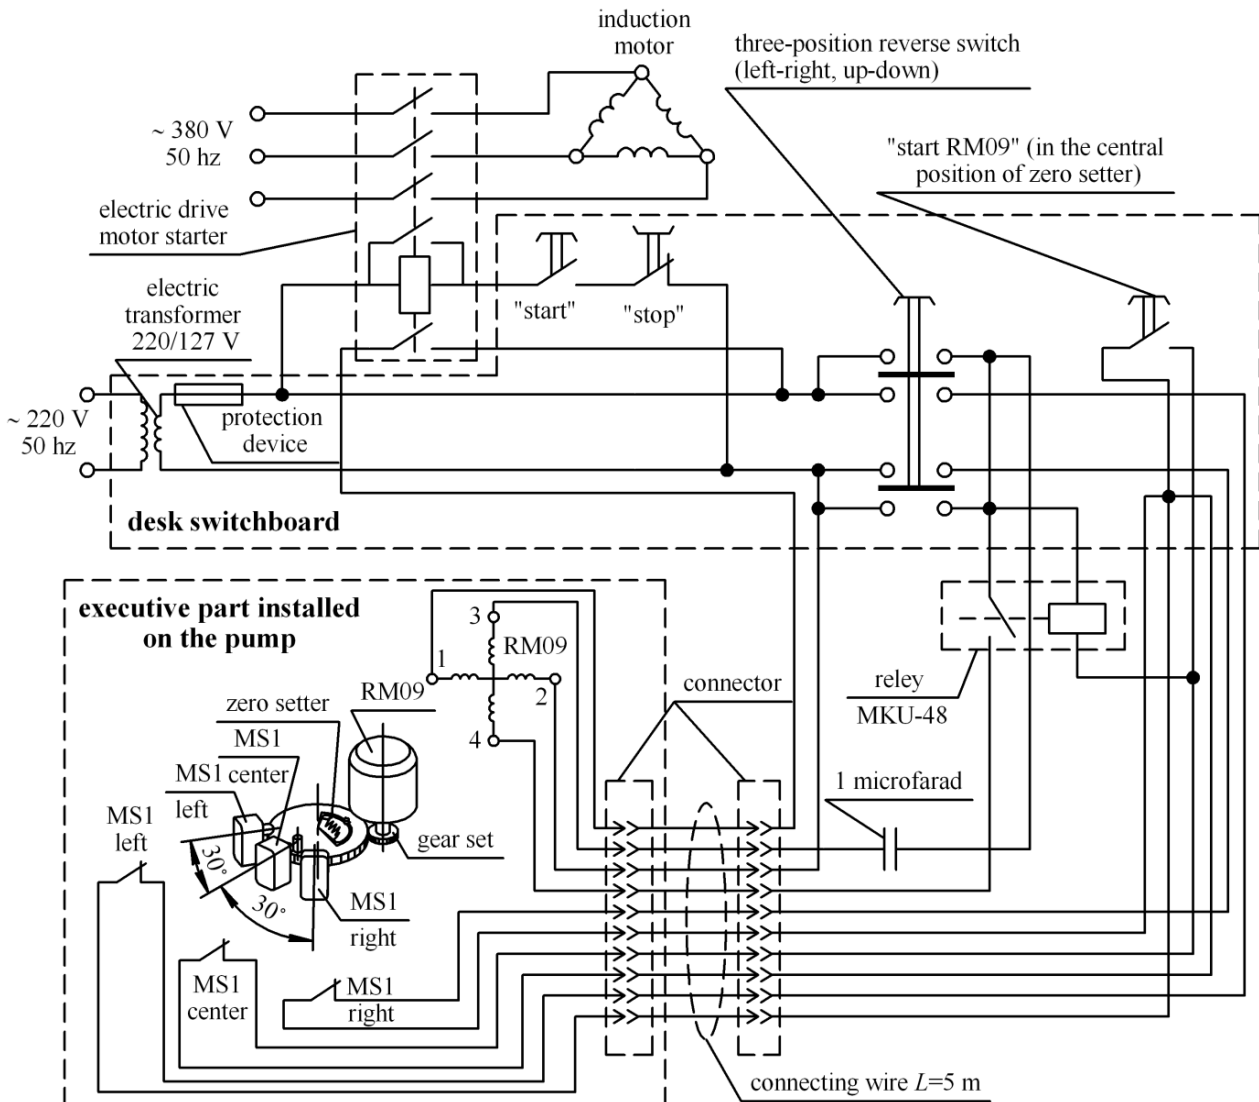 induction
motor
three-position reverse switch
(left-right, up-down)
~ 380 V
50 hz
"start RM09" (in the central
position of zero setter)
electric drive
motor starter
electric
transformer
220/127 V
"start"
"stop"
~ 220 V
50 hz
protection
device
desk switchboard
executive part installed
on the pump
3
RM09
1
2
4
RM09
zero setter
MS1
center
MS1
left
MS1
left
gear set
30°
30°
MS1
right
MS1
center
MS1
right
connector
reley
MKU-48
1 microfarad
connecting wire L=5 m